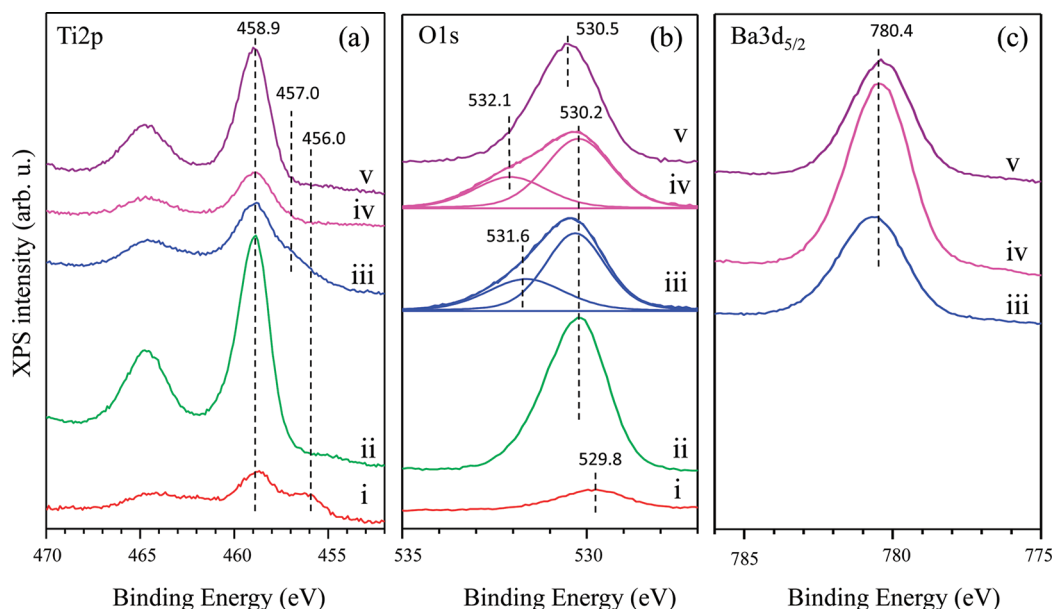 Ti2p
(a)
458.9
457.0
456.0
v
iv
iii
ii
i
470
465
460
455
Binding Energy (eV)
XPS intensity (arb. u.)
O1s
(b)
530.5
532.1
530.2
v
iv
531.6
iii
ii
529.8
i
535
530
Binding Energy (eV)
Ba3d5/2
(c)
780.4
v
iv
iii
785
780
775
Binding Energy (eV)